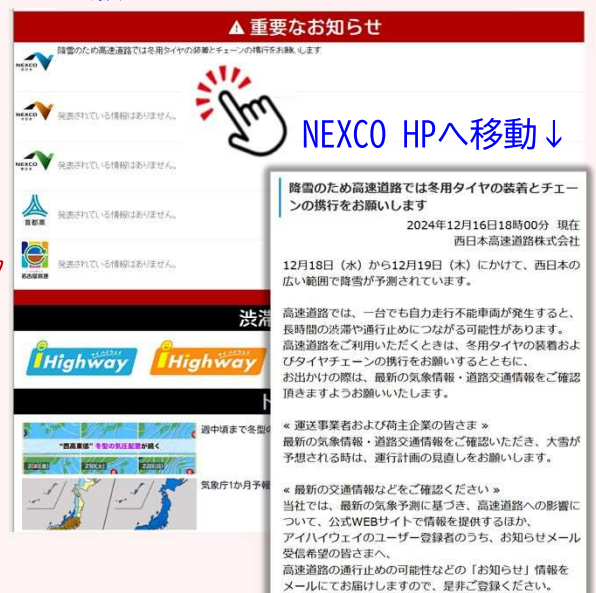 重要なお知らせ
NEXCO
降雪のため高速道路では冬用タイヤの装着とチェーンの携行をお願いします
NEXCO
発表されている情報はありません。
NEXCO
発表されている情報はありません。
首都高
発表されている情報はありません。
名古屋高速
発表されている情報はありません。
NEXCO HPへ移動↓
渋滞
iHighway
iHighway
週中頃まで冬型の
"西高東低" 冬型の気圧配置が続く
気象庁1か月予報
降雪のため高速道路では冬用タイヤの装着とチェー
ンの携行をお願いします
2024年12月16日18時00分 現在
西日本高速道路株式会社
12月18日（水）から12月19日（木）にかけて、西日本の
広い範囲で降雪が予測されています。
高速道路では、一台でも自力走行不能車両が発生すると、
長時間の渋滞や通行止めにつながる可能性があります。
高速道路をご利用いただくときは、冬用タイヤの装着およ
びタイヤチェーンの携行をお願いするとともに、
お出かけの際は、最新の気象情報・道路交通情報をご確認
頂きますようお願いいたします。
« 運送事業者および荷主企業の皆さま »
最新の気象情報・道路交通情報をご確認いただき、大雪が
予想される時は、運行計画の見直しをお願いします。
« 最新の交通情報などをご確認ください »
当社では、最新の気象予測に基づき、高速道路への影響に
ついて、公式WEBサイトで情報を提供するほか、
アイハイウェイのユーザー登録者のうち、お知らせメール
受信希望の皆さまへ、
高速道路の通行止めの可能性などの「お知らせ」情報を
メールにてお届けしますので、是非ご登録ください。